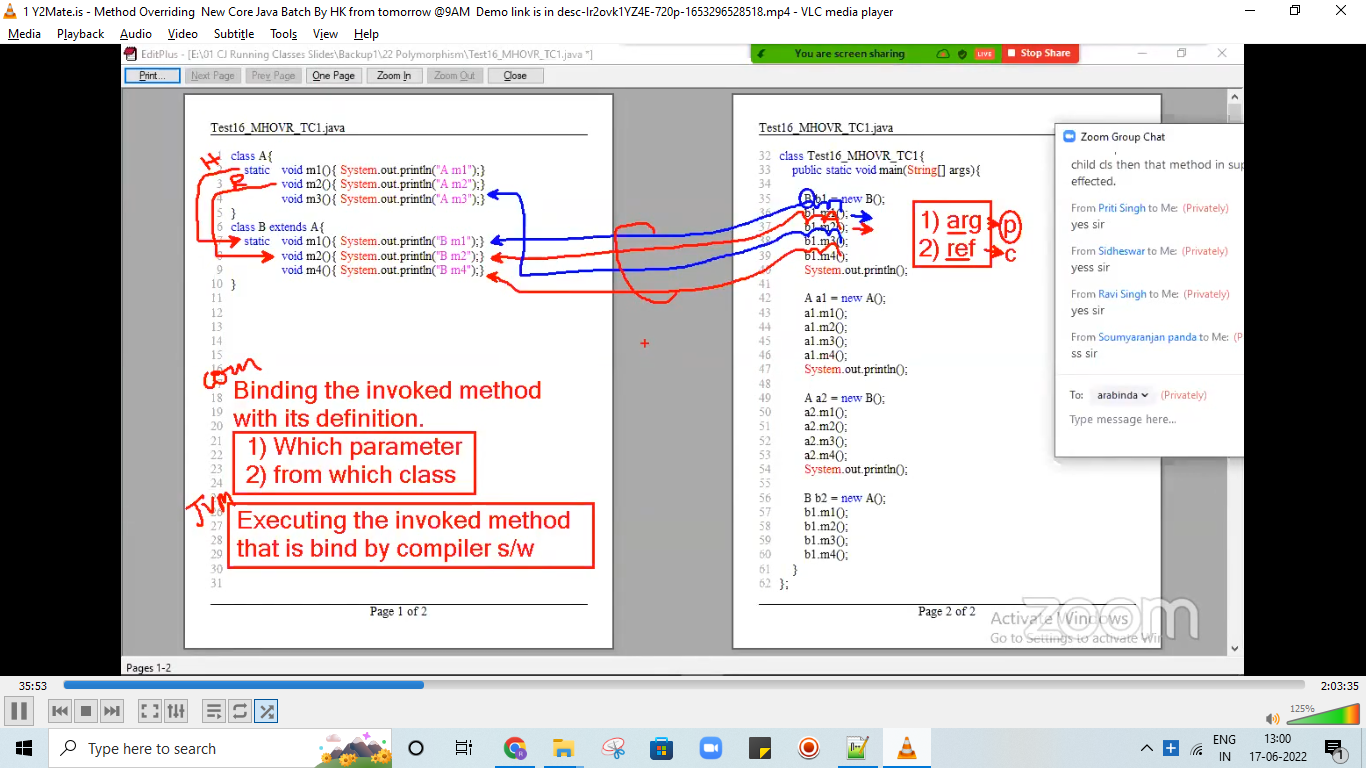 1 Y2Mate.is - Method Overriding New Core Java Batch By HK from tomorrow @9AM Demo link is in desc-lr2ovk1YZ4E-720p-1653296528518.mp4 - VLC media player
Media Playback Audio Video Subtitle Tools View Help
EditPlus - [E:\01 CJ Running Classes Slides\Backup1\22 Polymorphism\Test16_MHOVR_TC1.java *]
You are screen sharing LIVE Stop Share
Print... Next Page Prev Page One Page Zoom In Zoom Out Close
Test16_MHOVR_TC1.java
1 class A{
2 static void m1(){ System.out.println("A m1");}
3 void m2(){ System.out.println("A m2");}
4 void m3(){ System.out.println("A m3");}
5 }
6 class B extends A{
7 static void m1(){ System.out.println("B m1");}
8 void m2(){ System.out.println("B m2");}
9 void m4(){ System.out.println("B m4");}
10 }
11
12
13
14
15
16
17
18
19
20
21
22
23
24
25
26
27
28
29
30
31
H
R
com
Binding the invoked method
with its definition.
1) Which parameter
2) from which class
JVM
Executing the invoked method
that is bind by compiler s/w
Page 1 of 2
Test16_MHOVR_TC1.java
32 class Test16_MHOVR_TC1{
33 public static void main(String[] args){
34
35 B b1 = new B();
36 b1.m1();
37 b1.m2();
38 b1.m3();
39 b1.m4();
40 System.out.println();
41
42 A a1 = new A();
43 a1.m1();
44 a1.m2();
45 a1.m3();
46 a1.m4();
47 System.out.println();
48
49 A a2 = new B();
50 a2.m1();
51 a2.m2();
52 a2.m3();
53 a2.m4();
54 System.out.println();
55
56 B b2 = new A();
57 b1.m1();
58 b1.m2();
59 b1.m3();
60 b1.m4();
61 }
62 };
1) arg p
2) ref c
Page 2 of 2
Zoom Group Chat
child cls then that method in sup
effected.
From Priti Singh to Me: (Privately)
yes sir
From Sidheswar to Me: (Privately)
yess sir
From Ravi Singh to Me: (Privately)
yes sir
From Soumyaranjan panda to Me: (P
ss sir
To: arabinda (Privately)
Type message here...
zoom
Activate Windows
Go to Settings to activate Win
Pages 1-2
35:53 2:03:35
125%
Type here to search
ENG
IN
13:00
17-06-2022
1